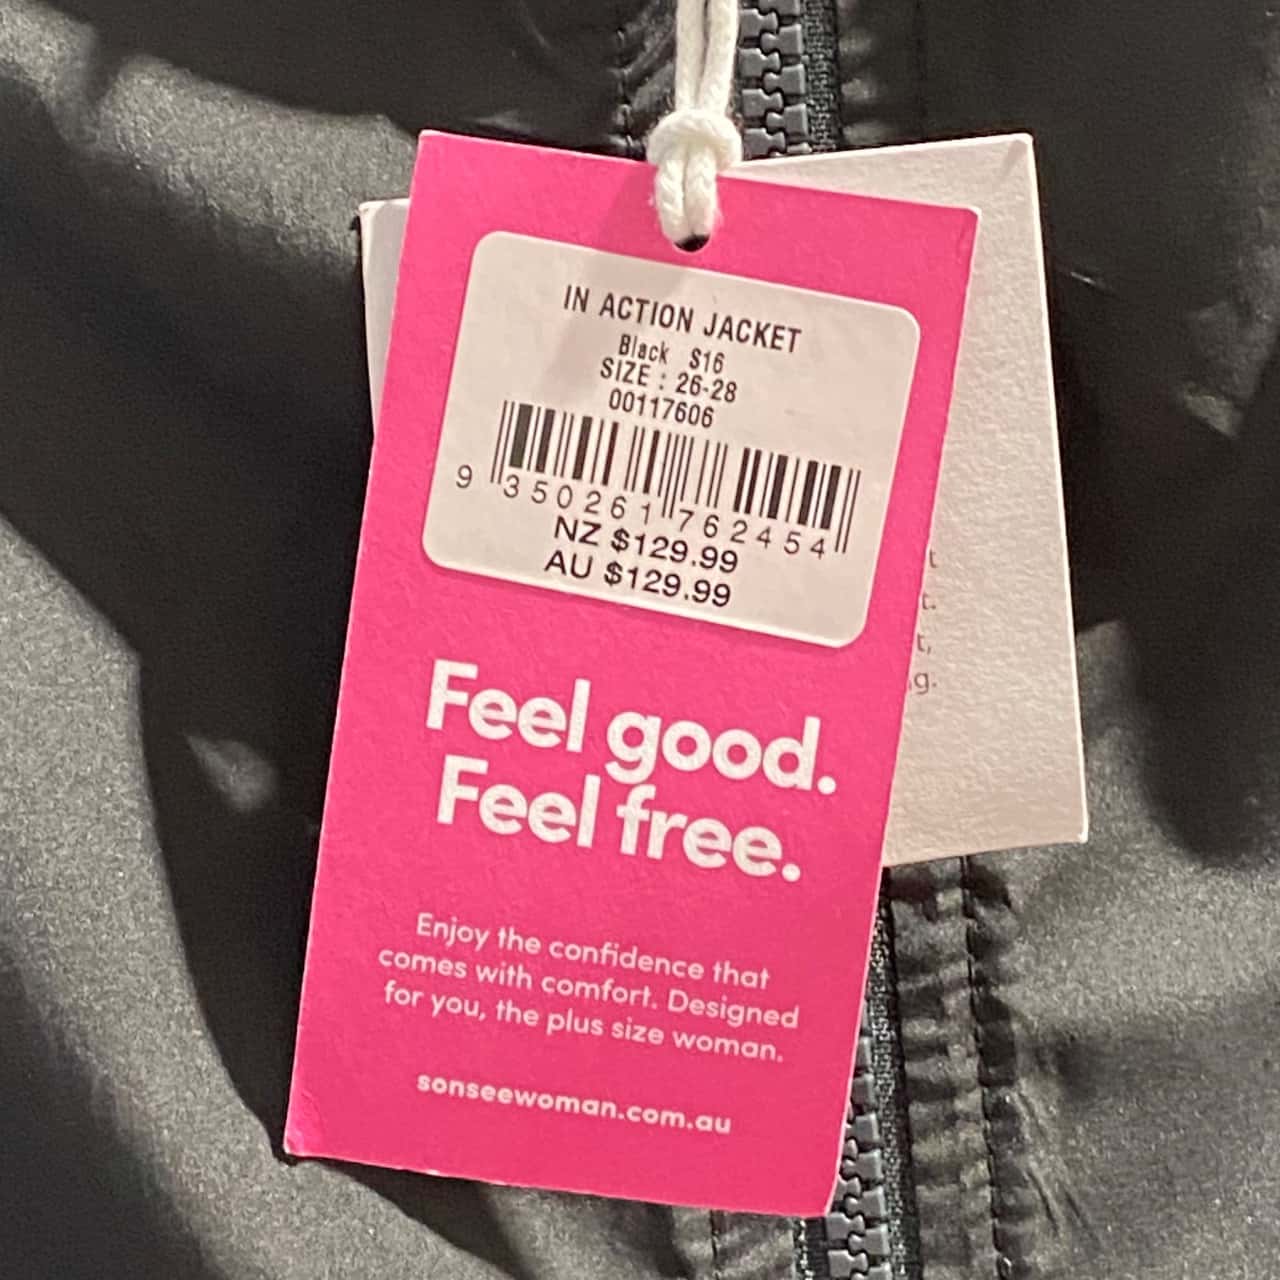 IN ACTION JACKET
Black S16
SIZE : 26-28
00117606
9 350261 762454
NZ $129.99
AU $129.99
Feel good.
Feel free.
Enjoy the confidence that
comes with comfort. Designed
for you, the plus size woman.
sonseewoman.com.au